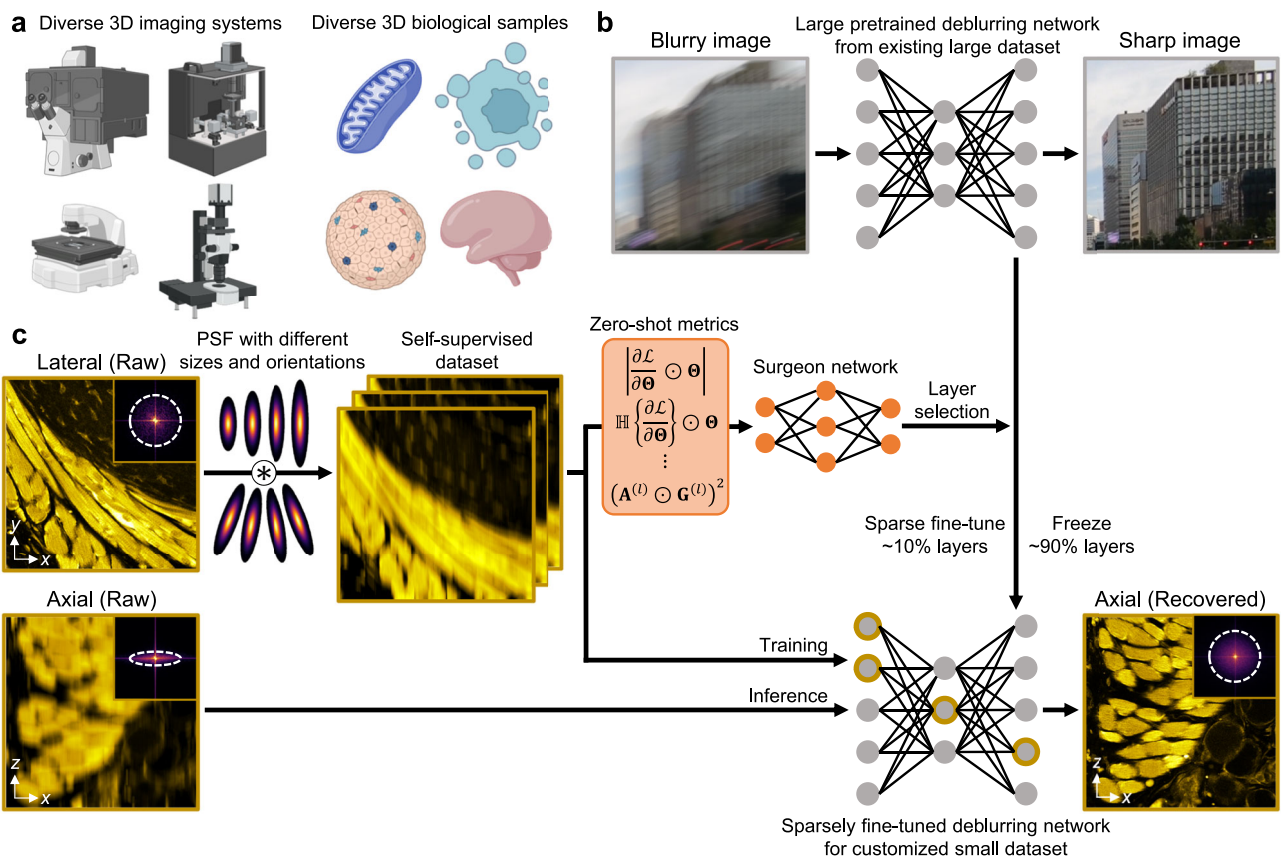 a
Diverse 3D imaging systems
Diverse 3D biological samples
b
Blurry image
Large pretrained deblurring network
from existing large dataset
Sharp image
c
Lateral (Raw)
PSF with different
sizes and orientations
Self-supervised
dataset
Zero-shot metrics
|∂ℒ/∂Θ ⊙ Θ|
ℍ{∂ℒ/∂Θ} ⊙ Θ
⋮
(A⁽ˡ⁾ ⊙ G⁽ˡ⁾)²
Surgeon network
Layer
selection
y
x
Sparse fine-tune
~10% layers
Freeze
~90% layers
Axial (Raw)
Axial (Recovered)
Training
Inference
z
x
z
x
Sparsely fine-tuned deblurring network
for customized small dataset